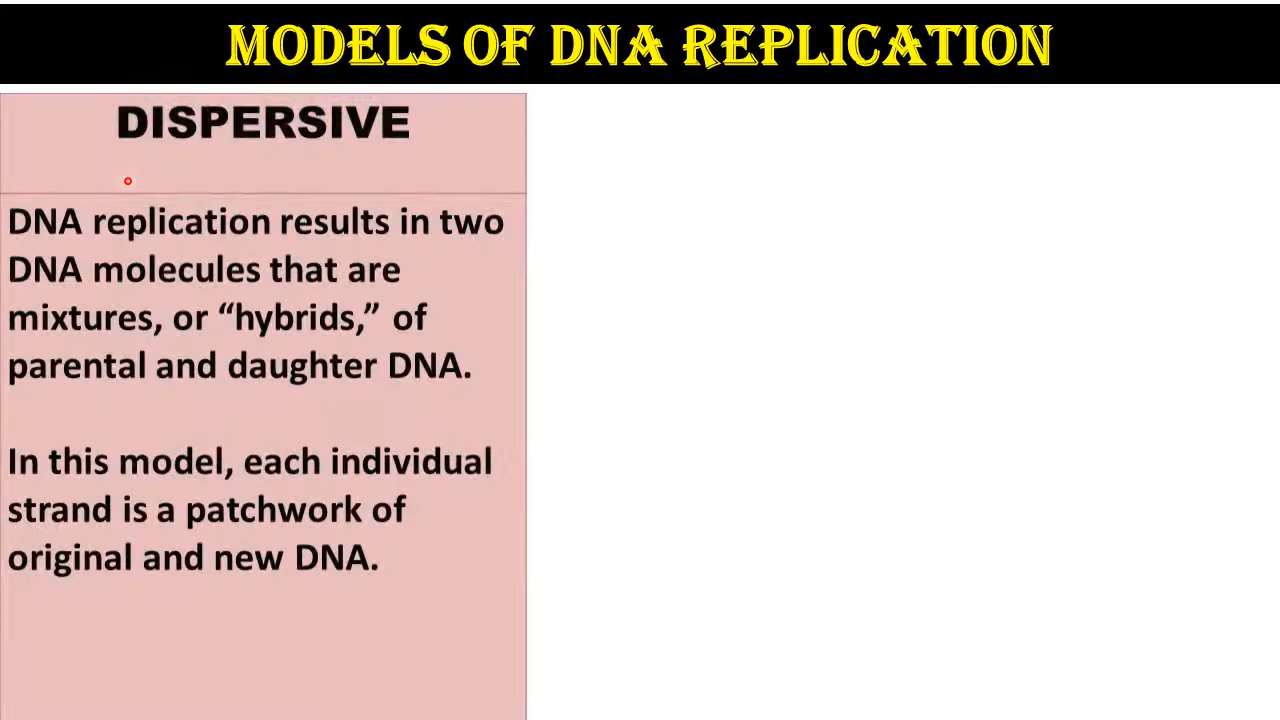 MODELS OF DNA REPLICATION
DISPERSIVE
DNA replication results in two
DNA molecules that are
mixtures, or “hybrids,” of
parental and daughter DNA.
In this model, each individual
strand is a patchwork of
original and new DNA.